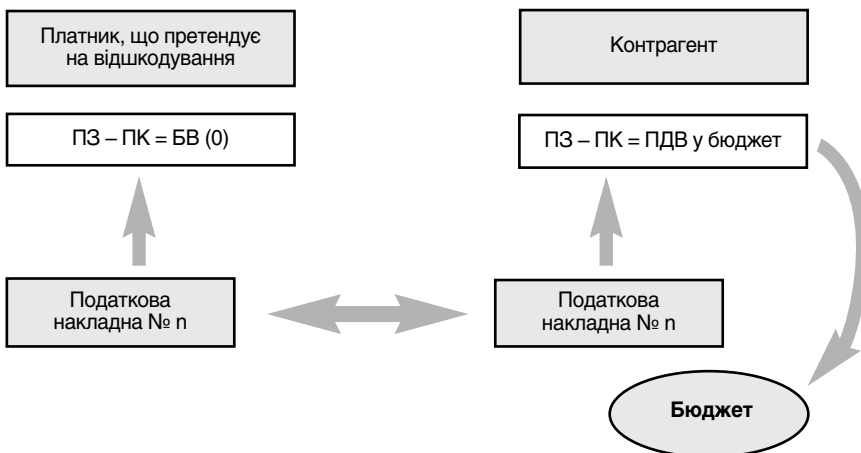 Платник, що претендує
на відшкодування
Контрагент
ПЗ – ПК = БВ (0)
ПЗ – ПК = ПДВ у бюджет
Податкова
накладна № n
Податкова
накладна № n
Бюджет